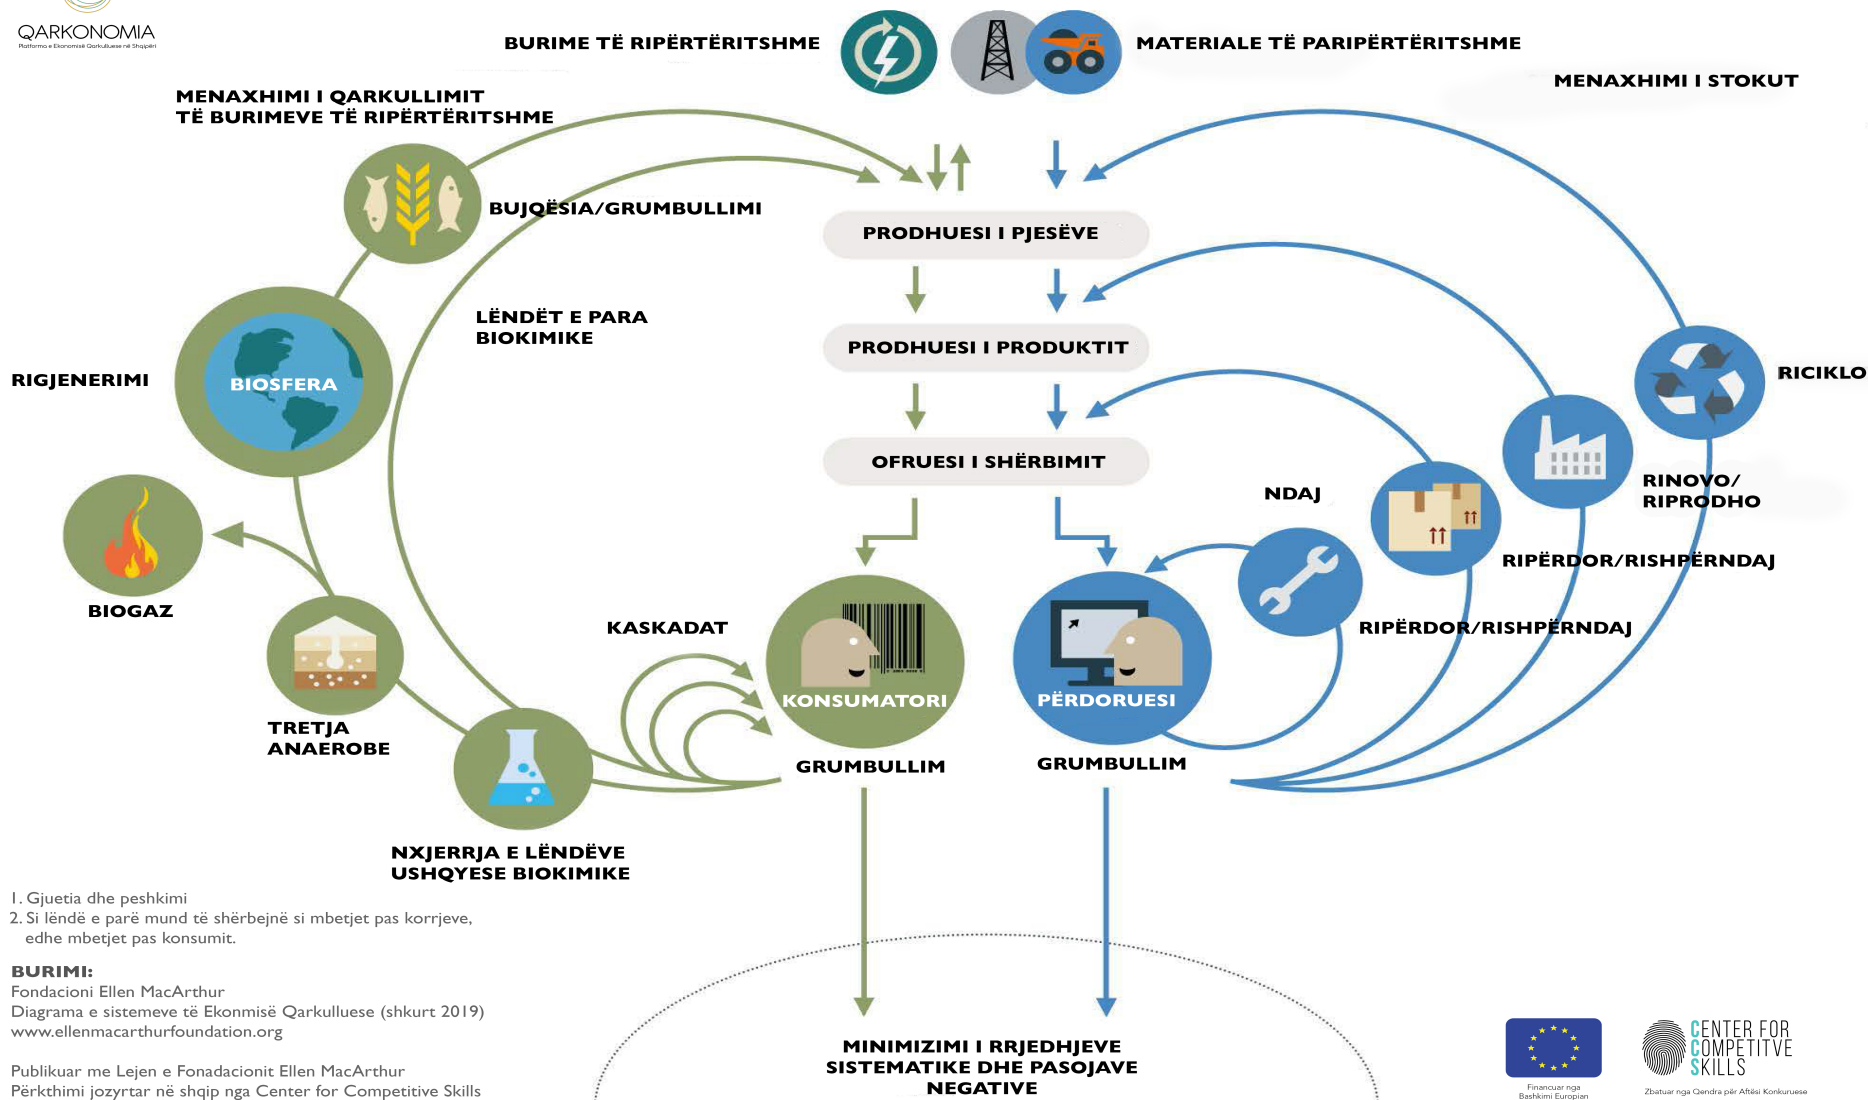 QARKONOMIA
Platforma e Ekonomisë Qarkulluese në Shqipëri
BURIME TË RIPËRTËRITSHME
MATERIALE TË PARIPËRTËRITSHME
MENAXHIMI I STOKUT
MENAXHIMI I QARKULLIMIT
TË BURIMEVE TË RIPËRTËRITSHME
BUJQËSIA/GRUMBULLIMI
PRODHUESI I PJESËVE
LËNDËT E PARA
BIOKIMIKE
PRODHUESI I PRODUKTIT
RIGJENERIMI
BIOSFERA
RICIKLO
OFRUESI I SHËRBIMIT
NDAJ
RINOVO/
RIPRODHO
RIPËRDOR/RISHPËRNDAJ
BIOGAZ
KASKADAT
RIPËRDOR/RISHPËRNDAJ
KONSUMATORI
PËRDORUESI
TRETJA
ANAEROBE
GRUMBULLIM
GRUMBULLIM
NXJERRJA E LËNDËVE
USHQYESE BIOKIMIKE
1. Gjuetia dhe peshkimi
2. Si lëndë e parë mund të shërbejnë si mbetjet pas korrjeve,
edhe mbetjet pas konsumit.
BURIMI:
Fondacioni Ellen MacArthur
Diagrama e sistemeve të Ekonmisë Qarkulluese (shkurt 2019)
www.ellenmacarthurfoundation.org
Publikuar me Lejen e Fonadacionit Ellen MacArthur
Përkthimi jozyrtar në shqip nga Center for Competitive Skills
MINIMIZIMI I RRJEDHJEVE
SISTEMATIKE DHE PASOJAVE
NEGATIVE
Financuar nga
Bashkimi Europian
CENTER FOR
COMPETITVE
SKILLS
Zbatuar nga Qendra për Aftësi Konkuruese